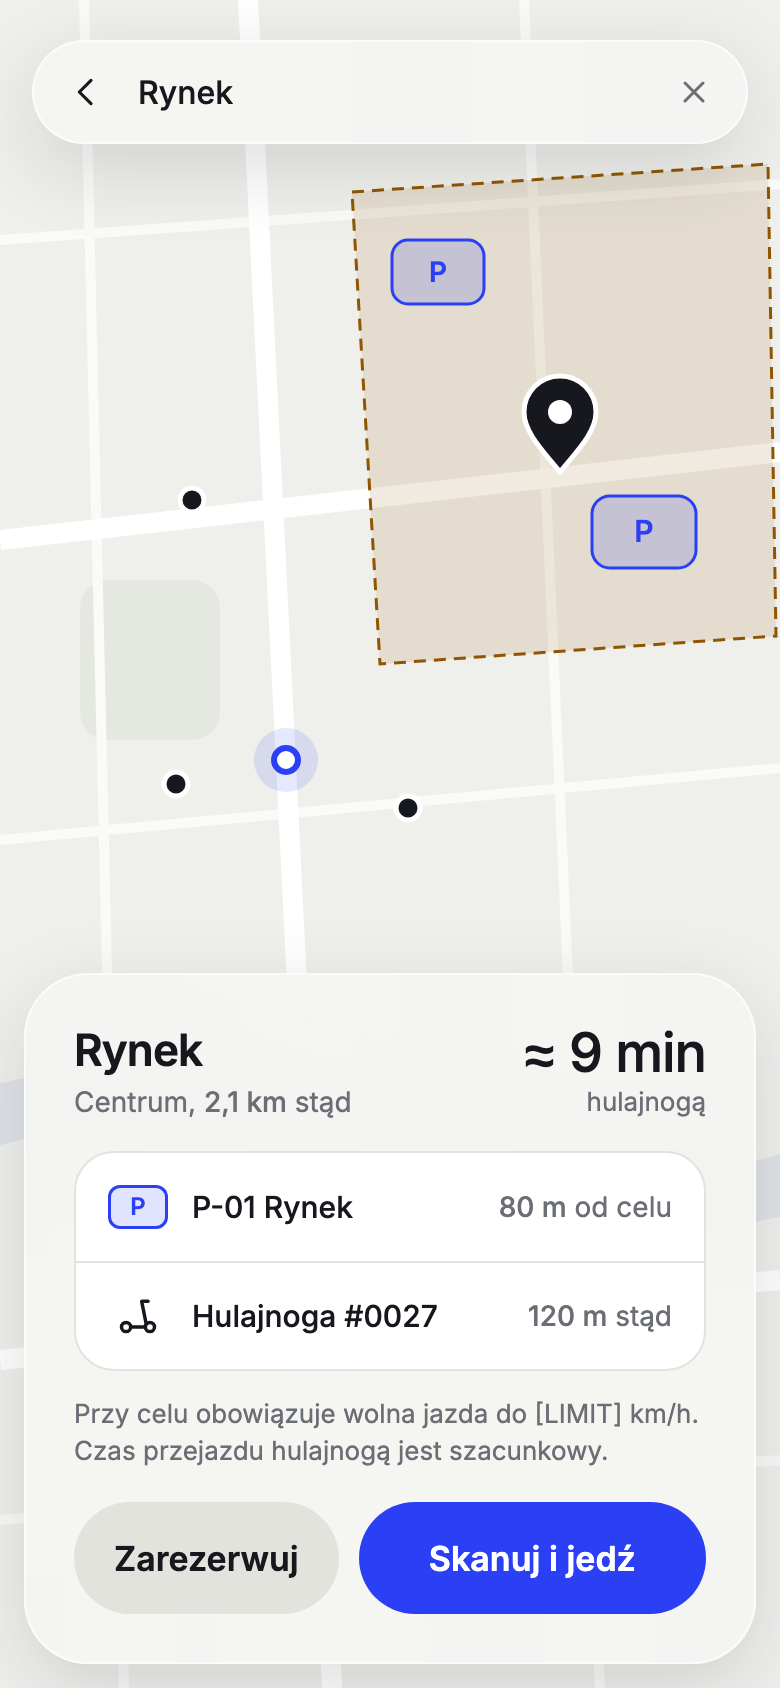 Rynek
P
P
Rynek
≈ 9 min
Centrum, 2,1 km stąd
hulajnogą
P
P-01 Rynek
80 m od celu
Hulajnoga #0027
120 m stąd
Przy celu obowiązuje wolna jazda do [LIMIT] km/h.
Czas przejazdu hulajnogą jest szacunkowy.
Zarezerwuj
Skanuj i jedź